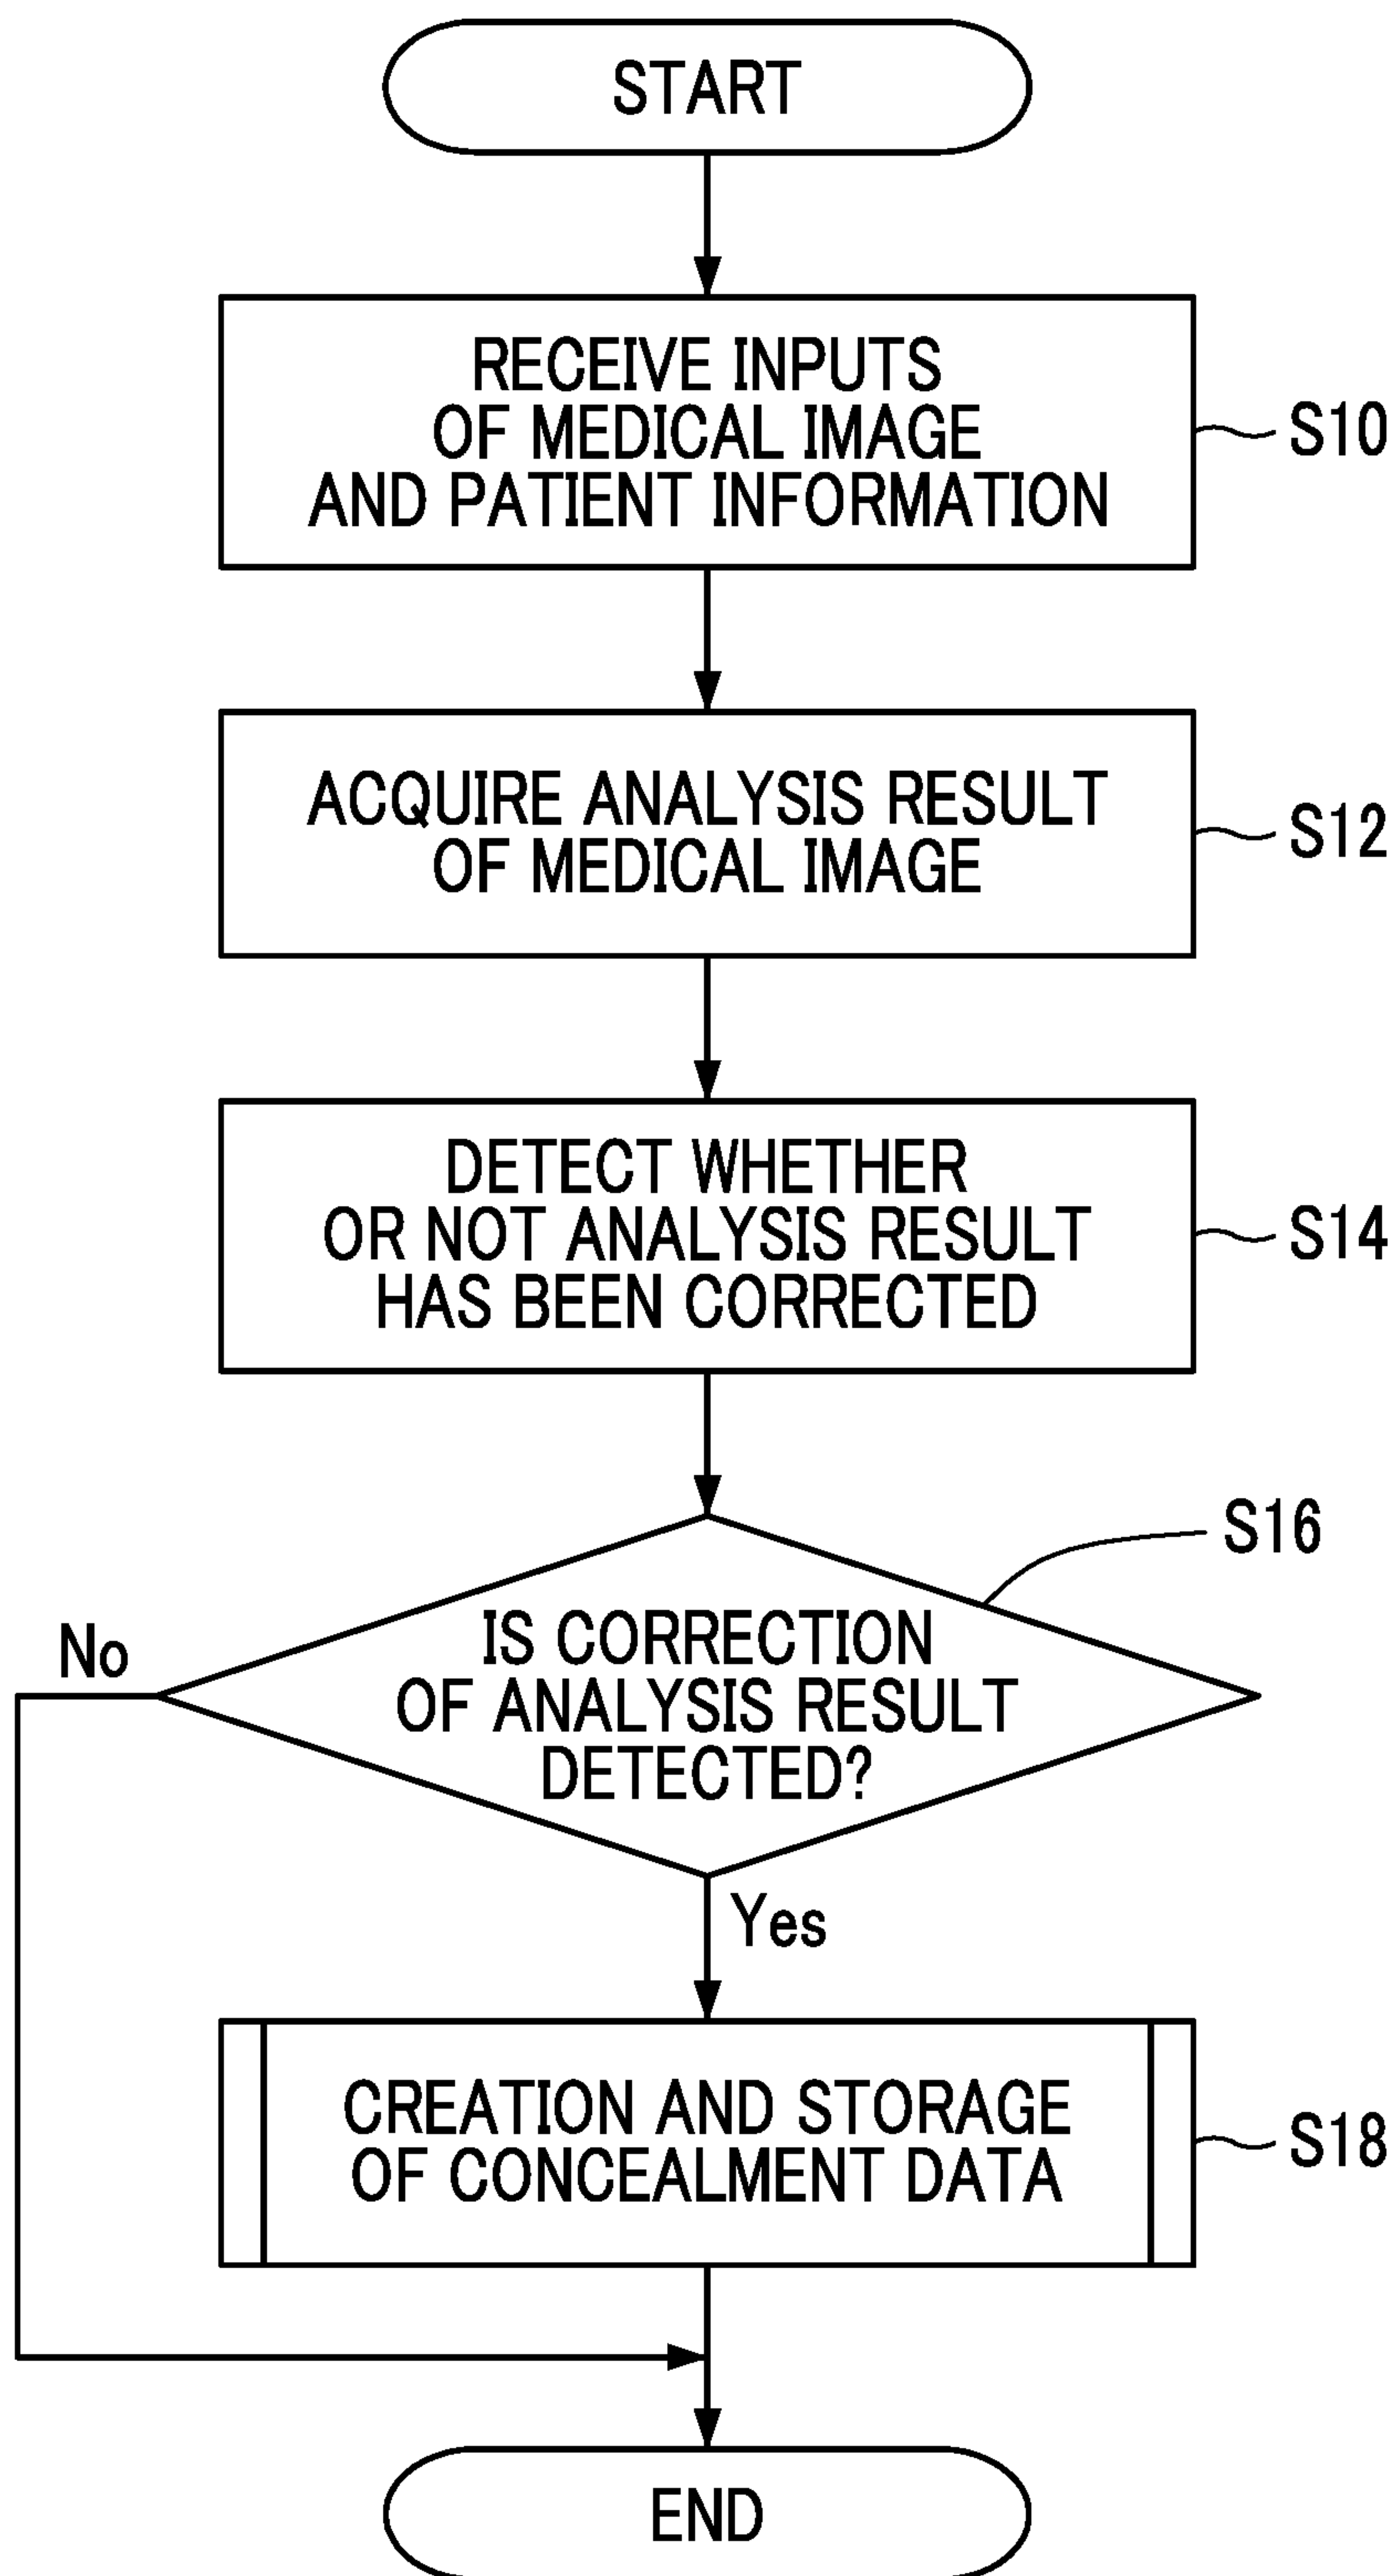 START
RECEIVE INPUTS
OF MEDICAL IMAGE
AND PATIENT INFORMATION
S10
ACQUIRE ANALYSIS RESULT
OF MEDICAL IMAGE
S12
DETECT WHETHER
OR NOT ANALYSIS RESULT
HAS BEEN CORRECTED
S14
S16
IS CORRECTION
OF ANALYSIS RESULT
DETECTED?
No
Yes
CREATION AND STORAGE
OF CONCEALMENT DATA
S18
END